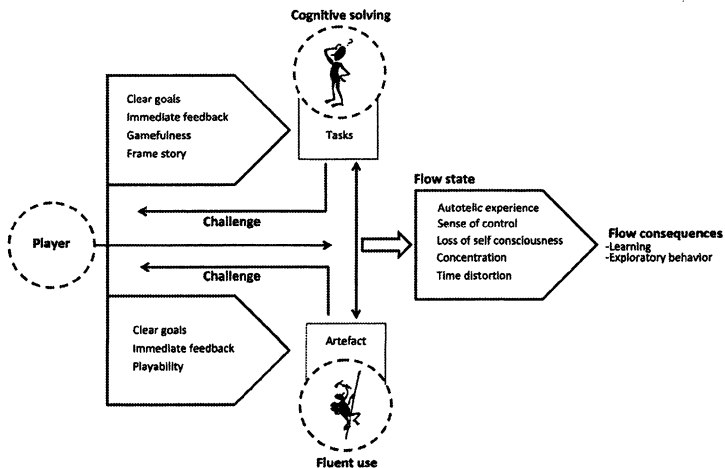 Cognitive solving
?
Clear goals
Immediate feedback
Gamefulness
Frame story
Tasks
Challenge
Player
Challenge
Flow state
Autotelic experience
Sense of control
Loss of self consciousness
Concentration
Time distortion
Flow consequences
-Learning
-Exploratory behavior
Clear goals
Immediate feedback
Playability
Artefact
Fluent use